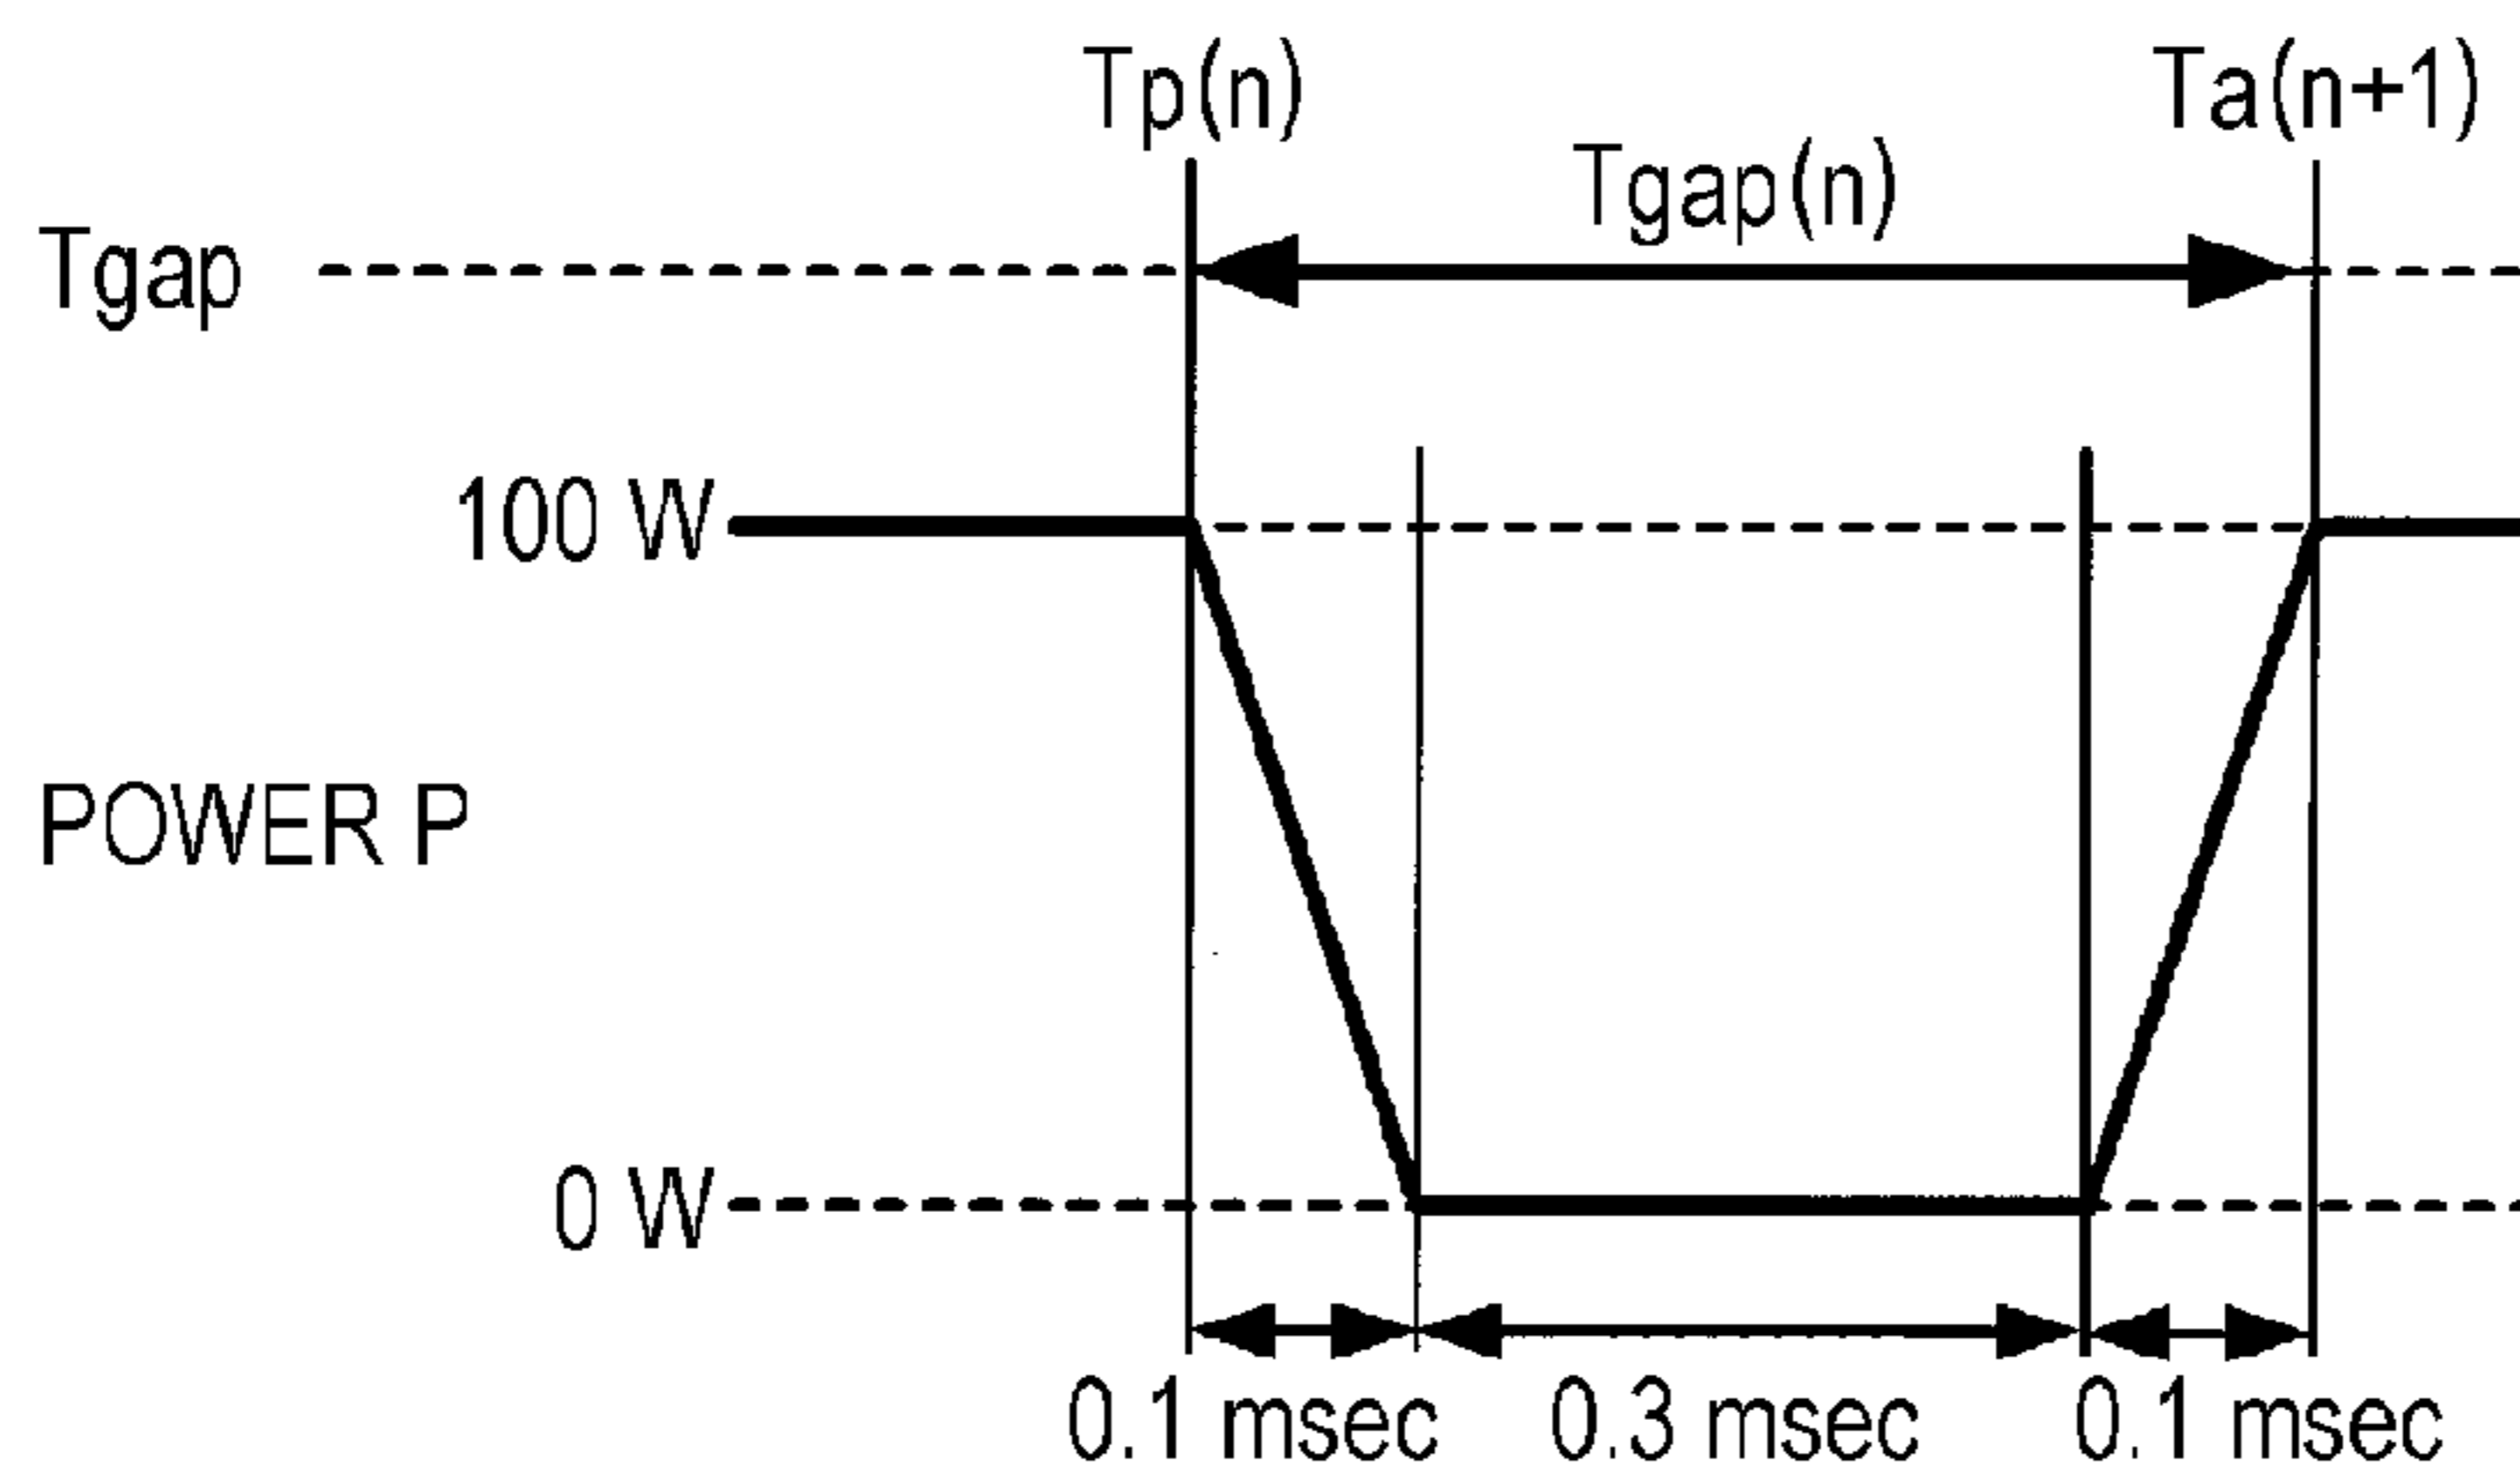 Tp(n)
Ta(n+1)
Tgap(n)
Tgap
100 W
POWER P
0 W
0.1 msec
0.3 msec
0.1 msec